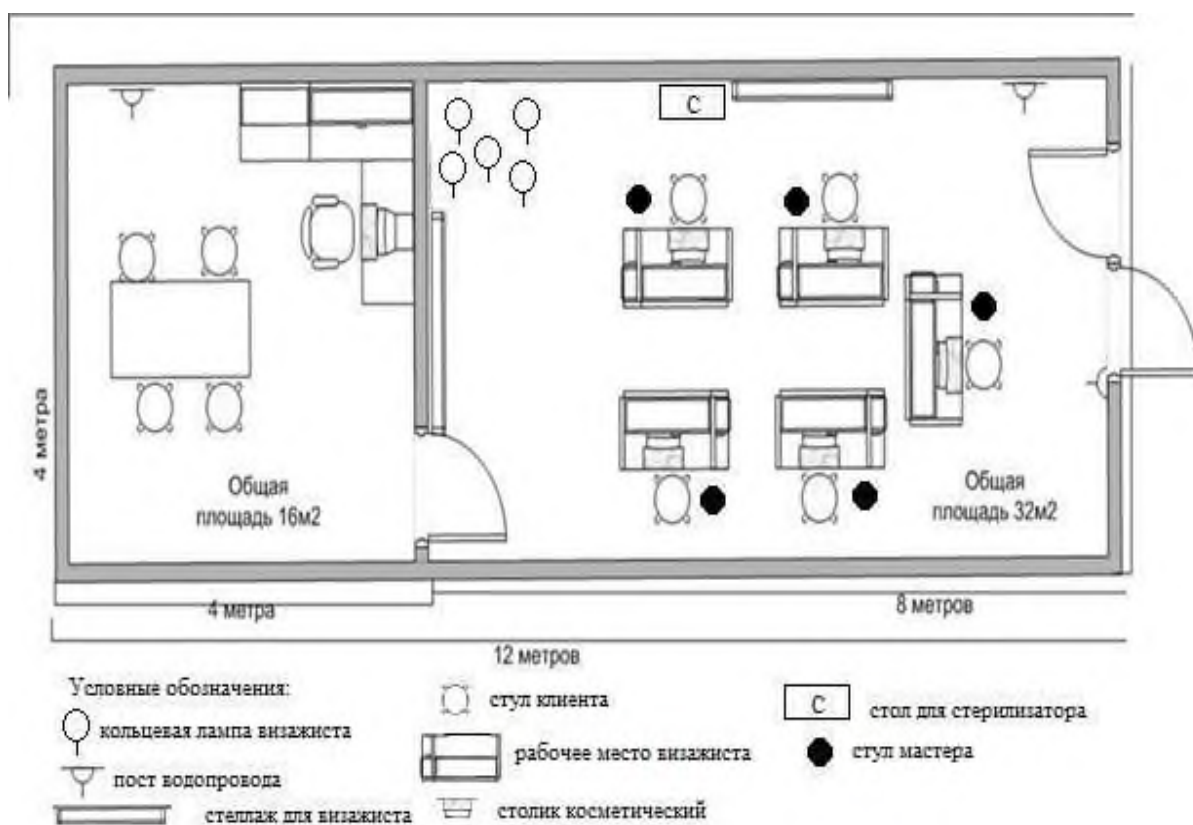 С
4 метра
Общая
площадь 16м2
Общая
площадь 32м2
4 метра
8 метров
12 метров
Условные обозначения:
кольцевая лампа визажиста
пост водопровода
стеллаж для визажиста
стул клиента
рабочее место визажиста
столик косметический
С
стол для стерилизатора
стул мастера